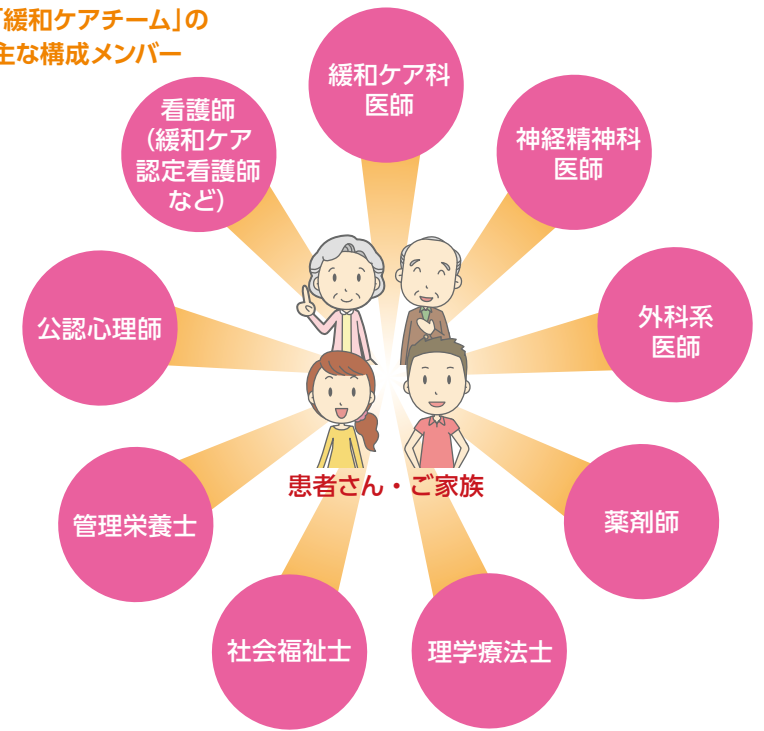 「緩和ケアチーム」の
主な構成メンバー
緩和ケア科
医師
神経精神科
医師
外科系
医師
薬剤師
理学療法士
社会福祉士
管理栄養士
公認心理師
看護師
（緩和ケア
認定看護師
など）
患者さん・ご家族